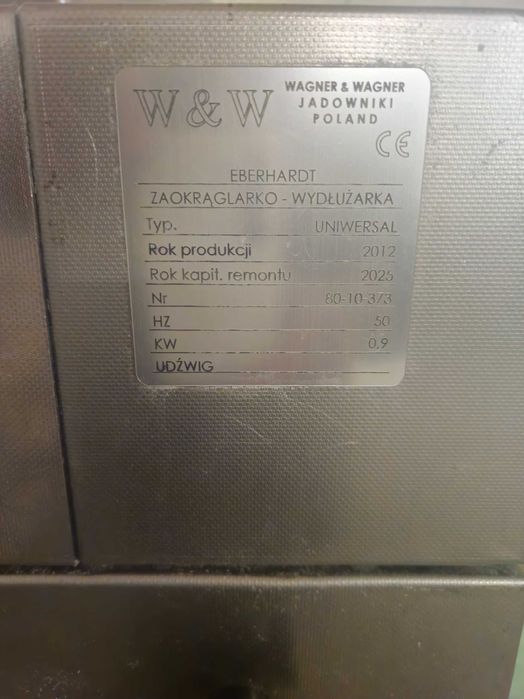 W & W
WAGNER & WAGNER
JADOWNIKI
POLAND
CE
EBERHARDT
ZAOKRĄGLARKO - WYDŁUŻARKA
Typ. UNIWERSAL
Rok produkcji 2012
Rok kapit. remontu 2025
Nr 80-10-3/3
HZ 50
KW 0,9
UDŹWIG